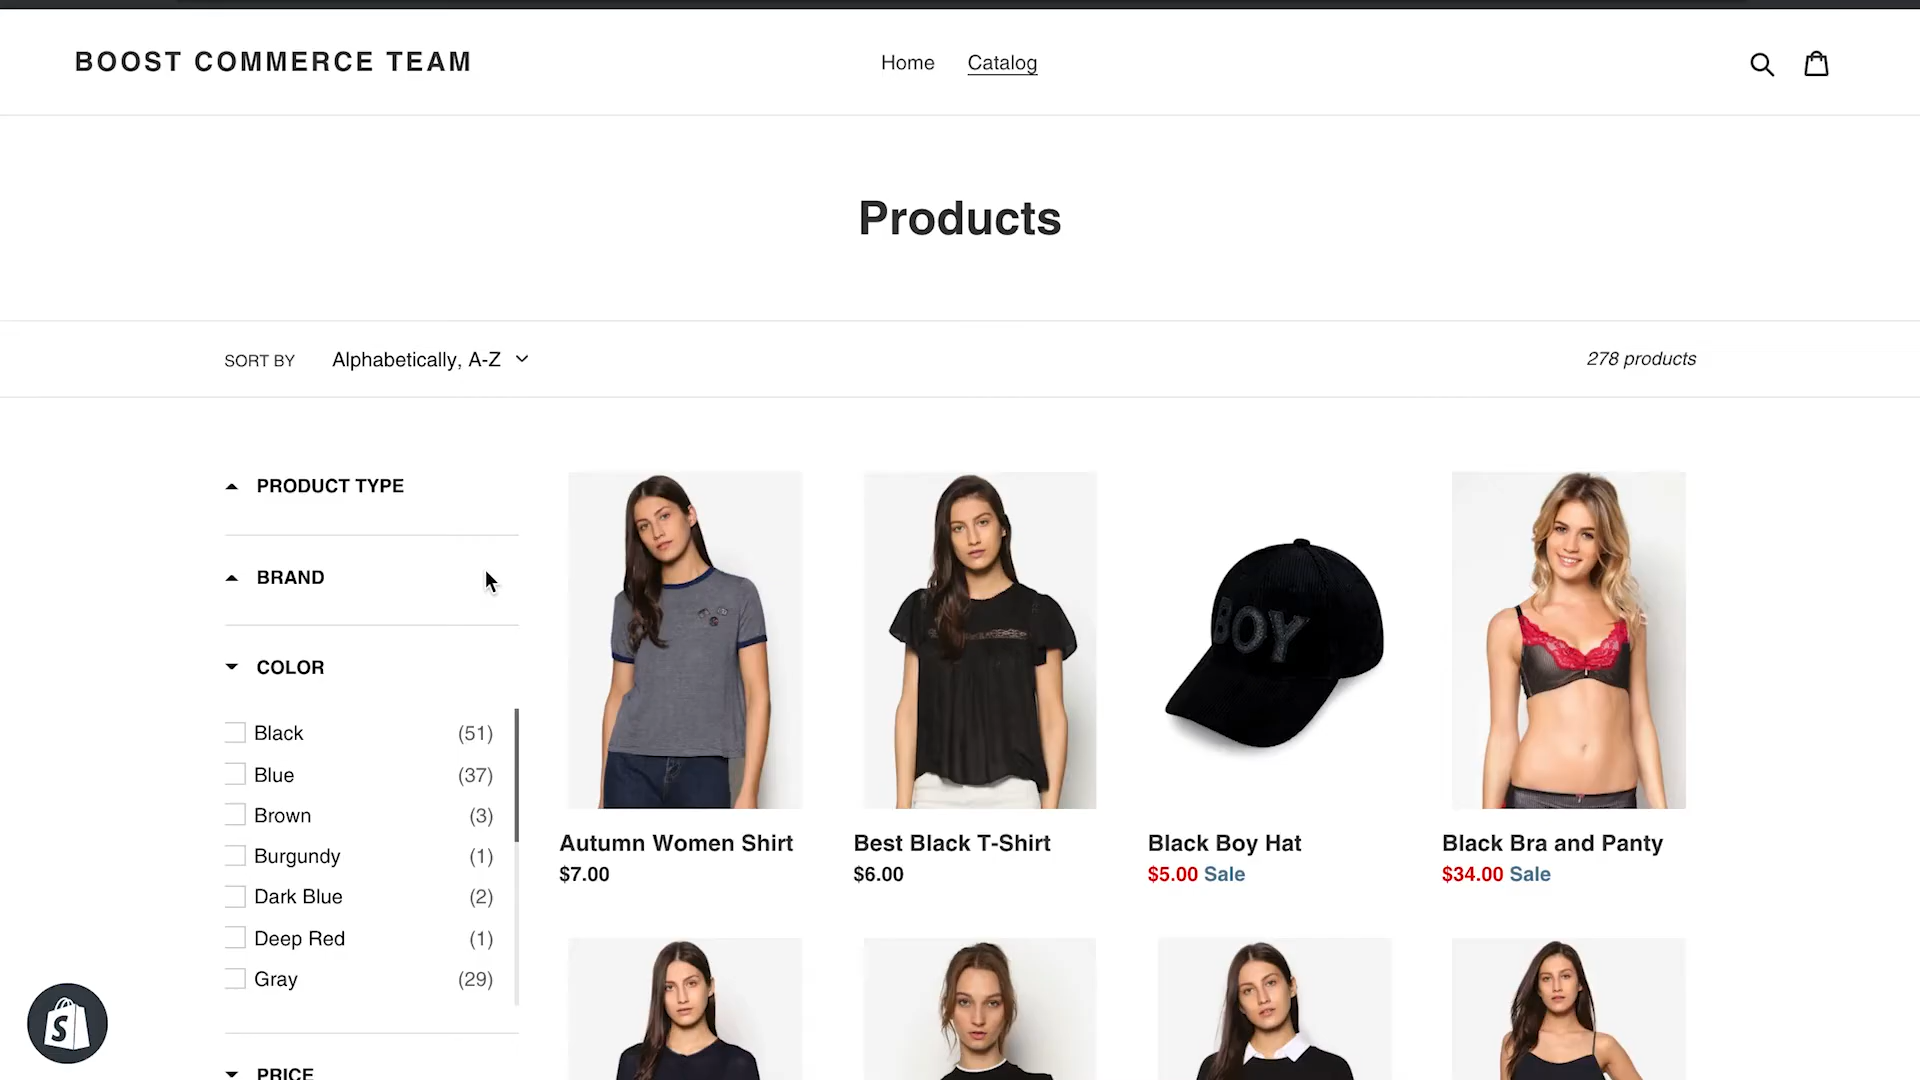 BOOST COMMERCE TEAM
Home Catalog
Products
SORT BY Alphabetically, A-Z
278 products
PRODUCT TYPE
BRAND
COLOR
Black (51)
Blue (37)
Brown (3)
Burgundy (1)
Dark Blue (2)
Deep Red (1)
Gray (29)
PRICE
BOY
Autumn Women Shirt
$7.00
Best Black T-Shirt
$6.00
Black Boy Hat
$5.00 Sale
Black Bra and Panty
$34.00 Sale
S